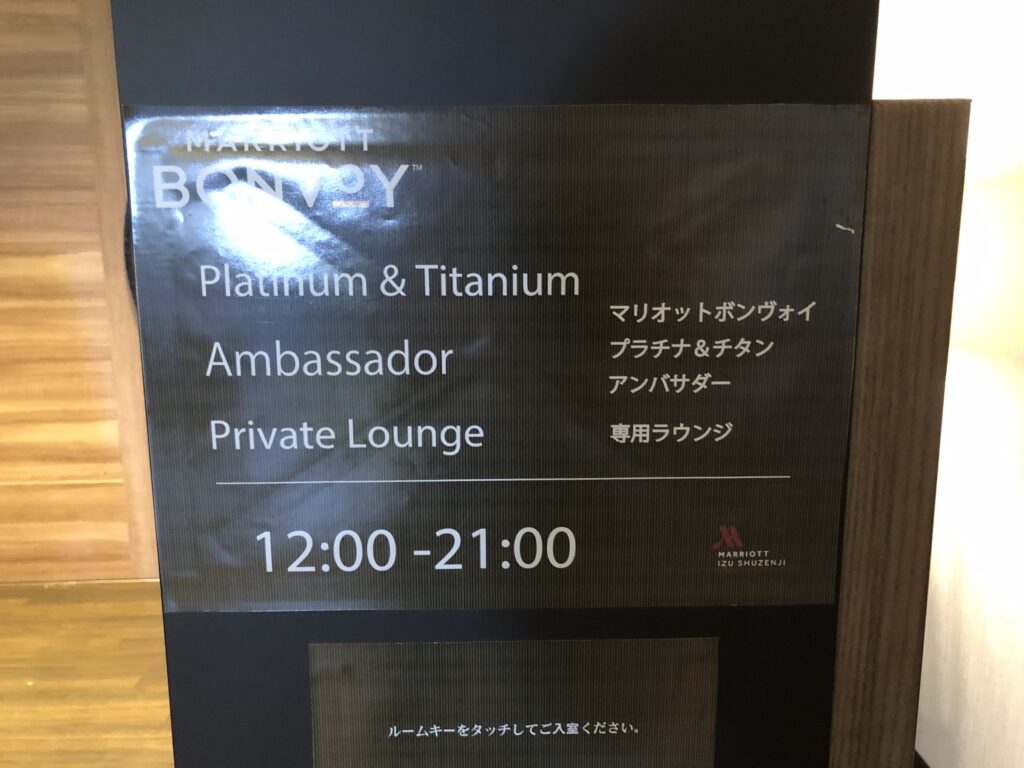 MARRIOTT
BONVOY™
Platinum & Titanium
Ambassador
Private Lounge
マリオットボンヴォイ
プラチナ＆チタン
アンバサダー
専用ラウンジ
12:00 -21:00
MARRIOTT
IZU SHUZENJI
ルームキーをタッチしてご入室ください。